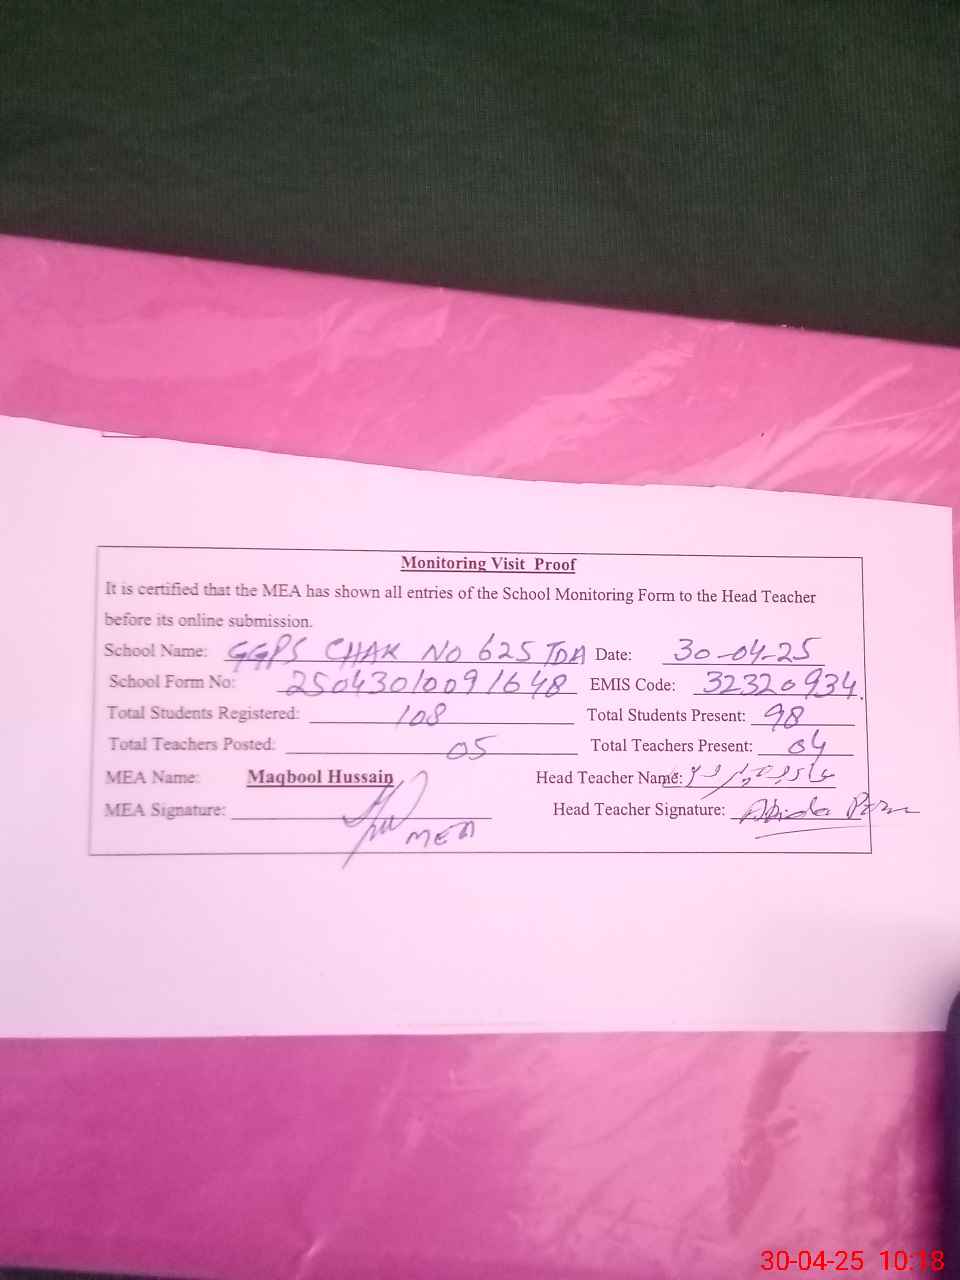 Monitoring Visit Proof
It is certified that the MEA has shown all entries of the School Monitoring Form to the Head Teacher
before its online submission.
School Name: GGPS CHAK NO 625 TDA Date: 30-04-25
School Form No: 25043010091648 EMIS Code: 32320934
Total Students Registered: 108 Total Students Present: 98
Total Teachers Posted: 05 Total Teachers Present: 04
MEA Name: Maqbool Hussain Head Teacher Name:
MEA Signature: MEA Head Teacher Signature: Abida
30-04-25 10:18